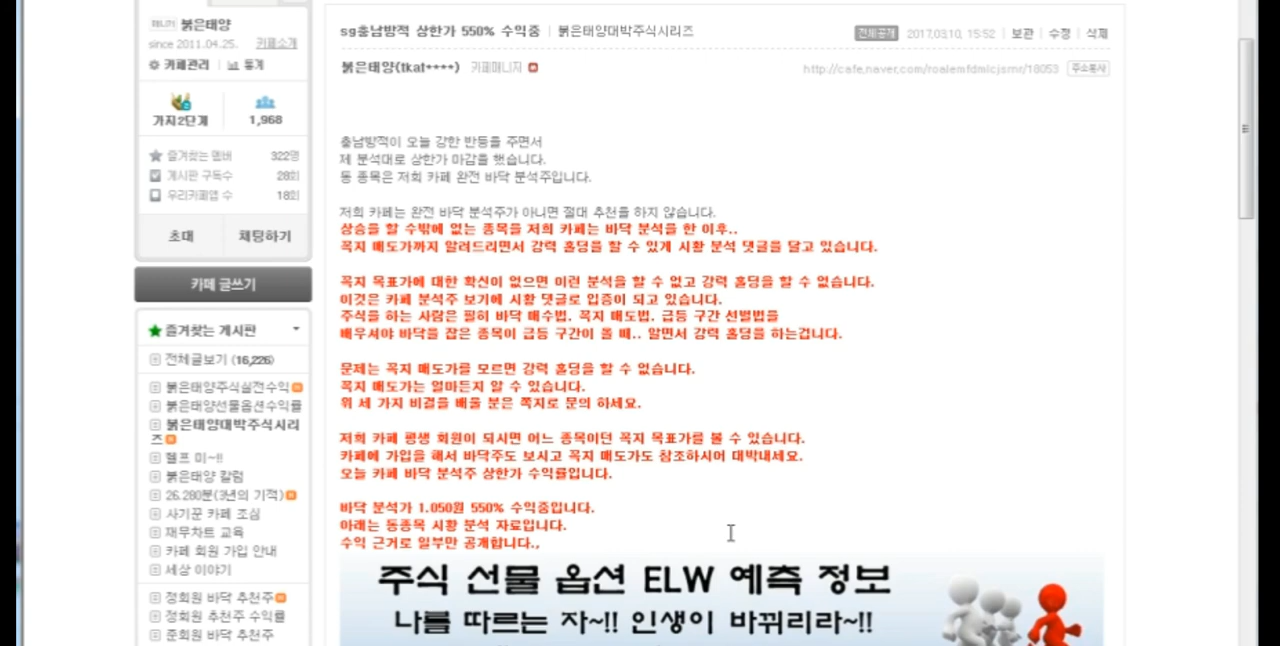 매니저 붉은태양
since 2011.04.25. 카페소개
카페관리 통계
가지2단계 1,968
즐겨찾는 멤버 322명
게시판 구독수 28회
우리카페앱 수 18회
초대 채팅하기
카페 글쓰기
즐겨찾는 게시판
전체글보기 (16,226)
붉은태양주식실전수익
붉은태양선물옵션수익률
붉은태양대박주식시리
즈
헬프 미~!!
붉은태양 칼럼
26.280분(3년의 기적)
사기꾼 카페 조심
재무차트 교육
카페 회원 가입 안내
세상 이야기
정회원 바닥 추천주
정회원 추천주 수익률
준회원 바닥 추천주
sg충남방적 상한가 550% 수익중 | 붉은태양대박주식시리즈
전체공개 2017.03.10. 15:52 | 보관 | 수정 | 삭제
붉은태양(tkat****) 카페매니저
http://cafe.naver.com/roalemfdmlcjsrnr/18053 주소복사
충남방적이 오늘 강한 반등을 주면서
제 분석대로 상한가 마감을 했습니다.
동 종목은 저희 카페 완전 바닥 분석주입니다.
저희 카페는 완전 바닥 분석주가 아니면 절대 추천을 하지 않습니다.
상승을 할 수밖에 없는 종목을 저희 카페는 바닥 분석을 한 이후..
꼭지 매도가까지 알려드리면서 강력 홀딩을 할 수 있게 시황 분석 댓글을 달고 있습니다.
꼭지 목표가에 대한 확신이 없으면 이런 분석을 할 수 없고 강력 홀딩을 할 수 없습니다.
이것은 카페 분석주 보기에 시황 댓글로 입증이 되고 있습니다.
주식을 하는 사람은 필히 바닥 매수법. 꼭지 매도법. 급등 구간 선별법을
배우셔야 바닥을 잡은 종목이 급등 구간이 올 때.. 알면서 강력 홀딩을 하는겁니다.
문제는 꼭지 매도가를 모르면 강력 홀딩을 할 수 없습니다.
꼭지 매도가는 얼마든지 알 수 있습니다.
위 세 가지 비결을 배울 분은 쪽지로 문의 하세요.
저희 카페 평생 회원이 되시면 어느 종목이던 꼭지 목표가를 볼 수 있습니다.
카페에 가입을 해서 바닥주도 보시고 꼭지 매도가도 참조하시어 대박내세요.
오늘 카페 바닥 분석주 상한가 수익률입니다.
바닥 분석가 1.050원 550% 수익중입니다.
아래는 동종목 시황 분석 자료입니다.
수익 근거로 일부만 공개합니다.,
주식 선물 옵션 ELW 예측 정보
나를 따르는 자~!! 인생이 바뀌리라~!!